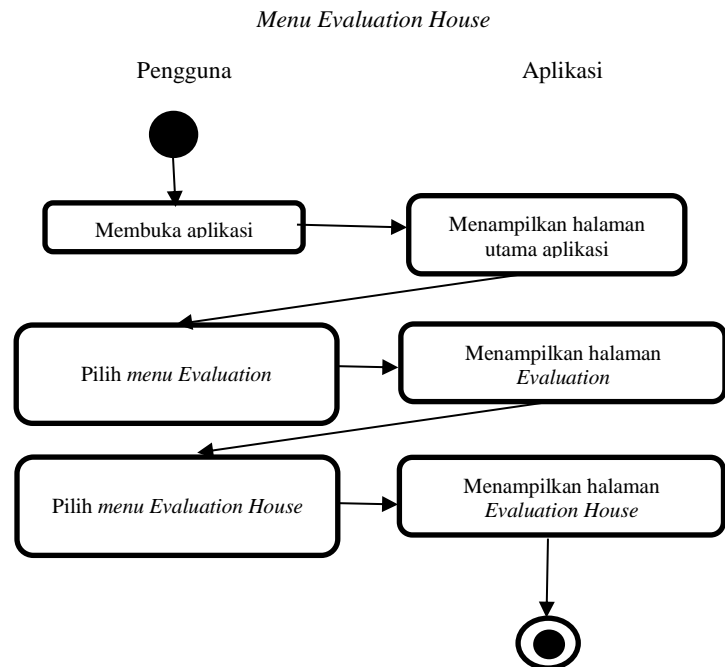 Menu Evaluation House
Pengguna
Aplikasi
Membuka aplikasi
Menampilkan halaman
utama aplikasi
Pilih menu Evaluation
Menampilkan halaman
Evaluation
Pilih menu Evaluation House
Menampilkan halaman
Evaluation House